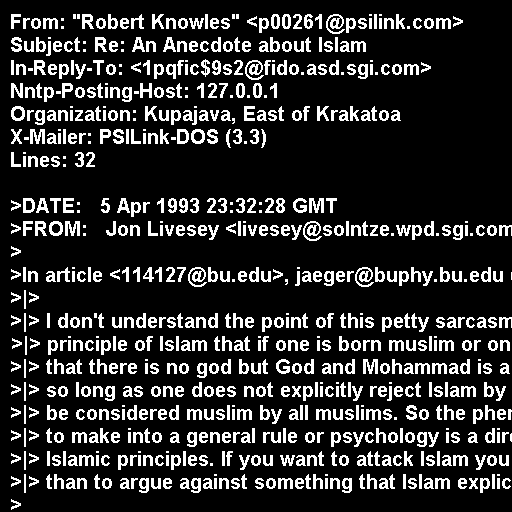 From: "Robert Knowles" <p00261@psilink.com>
Subject: Re: An Anecdote about Islam
In-Reply-To: <1pqfic$9s2@fido.asd.sgi.com>
Nntp-Posting-Host: 127.0.0.1
Organization: Kupajava, East of Krakatoa
X-Mailer: PSILink-DOS (3.3)
Lines: 32

>DATE:   5 Apr 1993 23:32:28 GMT
>FROM:   Jon Livesey <livesey@solntze.wpd.sgi.com
>
>In article <114127@bu.edu>, jaeger@buphy.bu.edu
>|>
>|> I don't understand the point of this petty sarcasm
>|> principle of Islam that if one is born muslim or on
>|> that there is no god but God and Mohammad is a
>|> so long as one does not explicitly reject Islam by
>|> be considered muslim by all muslims. So the phen
>|> to make into a general rule or psychology is a dire
>|> Islamic principles. If you want to attack Islam you
>|> than to argue against something that Islam explic
>